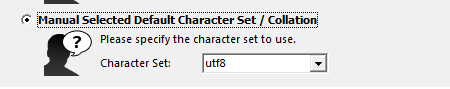 Manual Selected Default Character Set / Collation
Please specify the character set to use.
Character Set: utf8